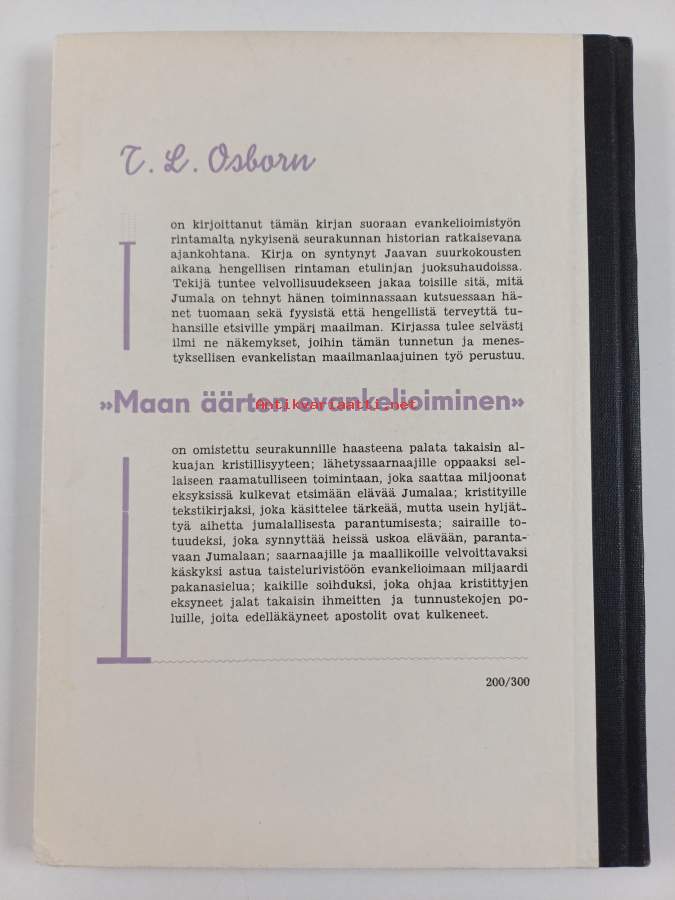 T. L. Osborn
on kirjoittanut tämän kirjan suoraan evankelioimistyön
rintamalta nykyisenä seurakunnan historian ratkaisevana
ajankohtana. Kirja on syntynyt Jaavan suurkokousten
aikana hengellisen rintaman etulinjan juoksuhaudoissa.
Tekijä tuntee velvollisuudekseen jakaa toisille sitä, mitä
Jumala on tehnyt hänen toiminnassaan kutsuessaan hä-
net tuomaan sekä fyysistä että hengellistä terveyttä tu-
hansille etsiville ympäri maailman. Kirjassa tulee selvästi
ilmi ne näkemykset, joihin tämän tunnetun ja menes-
tyksellisen evankelistan maailmanlaajuinen työ perustuu.
»Maan äärten evankelioiminen»
Antikvariaatti.net
on omistettu seurakunnille haasteena palata takaisin al-
kuajan kristillisyyteen; lähetyssaarnaajille oppaaksi sel-
laiseen raamatulliseen toimintaan, joka saattaa miljoonat
eksyksissä kulkevat etsimään elävää Jumalaa; kristityille
tekstikirjaksi, joka käsittelee tärkeää, mutta usein hyljät-
tyä aihetta jumalallisesta parantumisesta; sairaille to-
tuudeksi, joka synnyttää heissä uskoa elävään, paranta-
vaan Jumalaan; saarnaajille ja maallikoille velvoittavaksi
käskyksi astua taistelurivistöön evankelioimaan miljaardi
pakanasielua; kaikille soihduksi, joka ohjaa kristittyjen
eksyneet jalat takaisin ihmeitten ja tunnustekojen po-
luille, joita edelläkäyneet apostolit ovat kulkeneet.
200/300